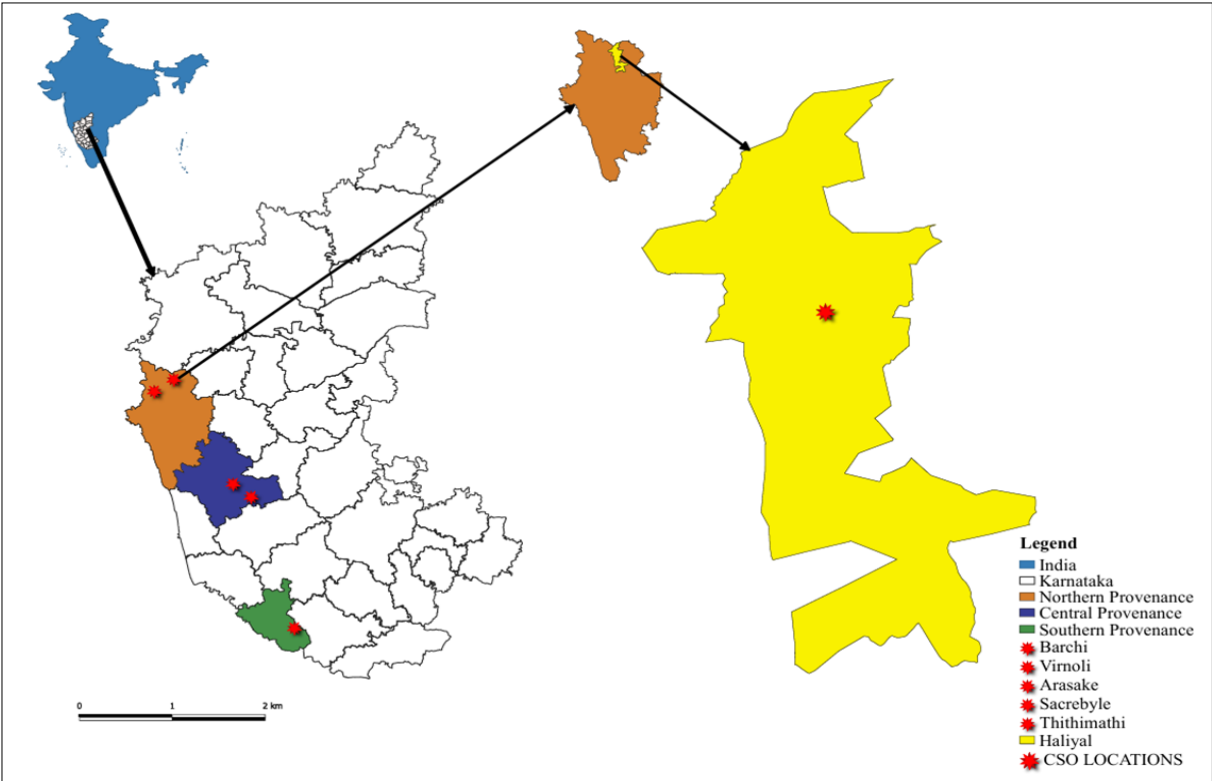 Legend
India
Karnataka
Northern Provenance
Central Provenance
Southern Provenance
Barchi
Virnoli
Arasake
Sacrebyle
Thithimathi
Haliyal
CSO LOCATIONS
0 1 2 km